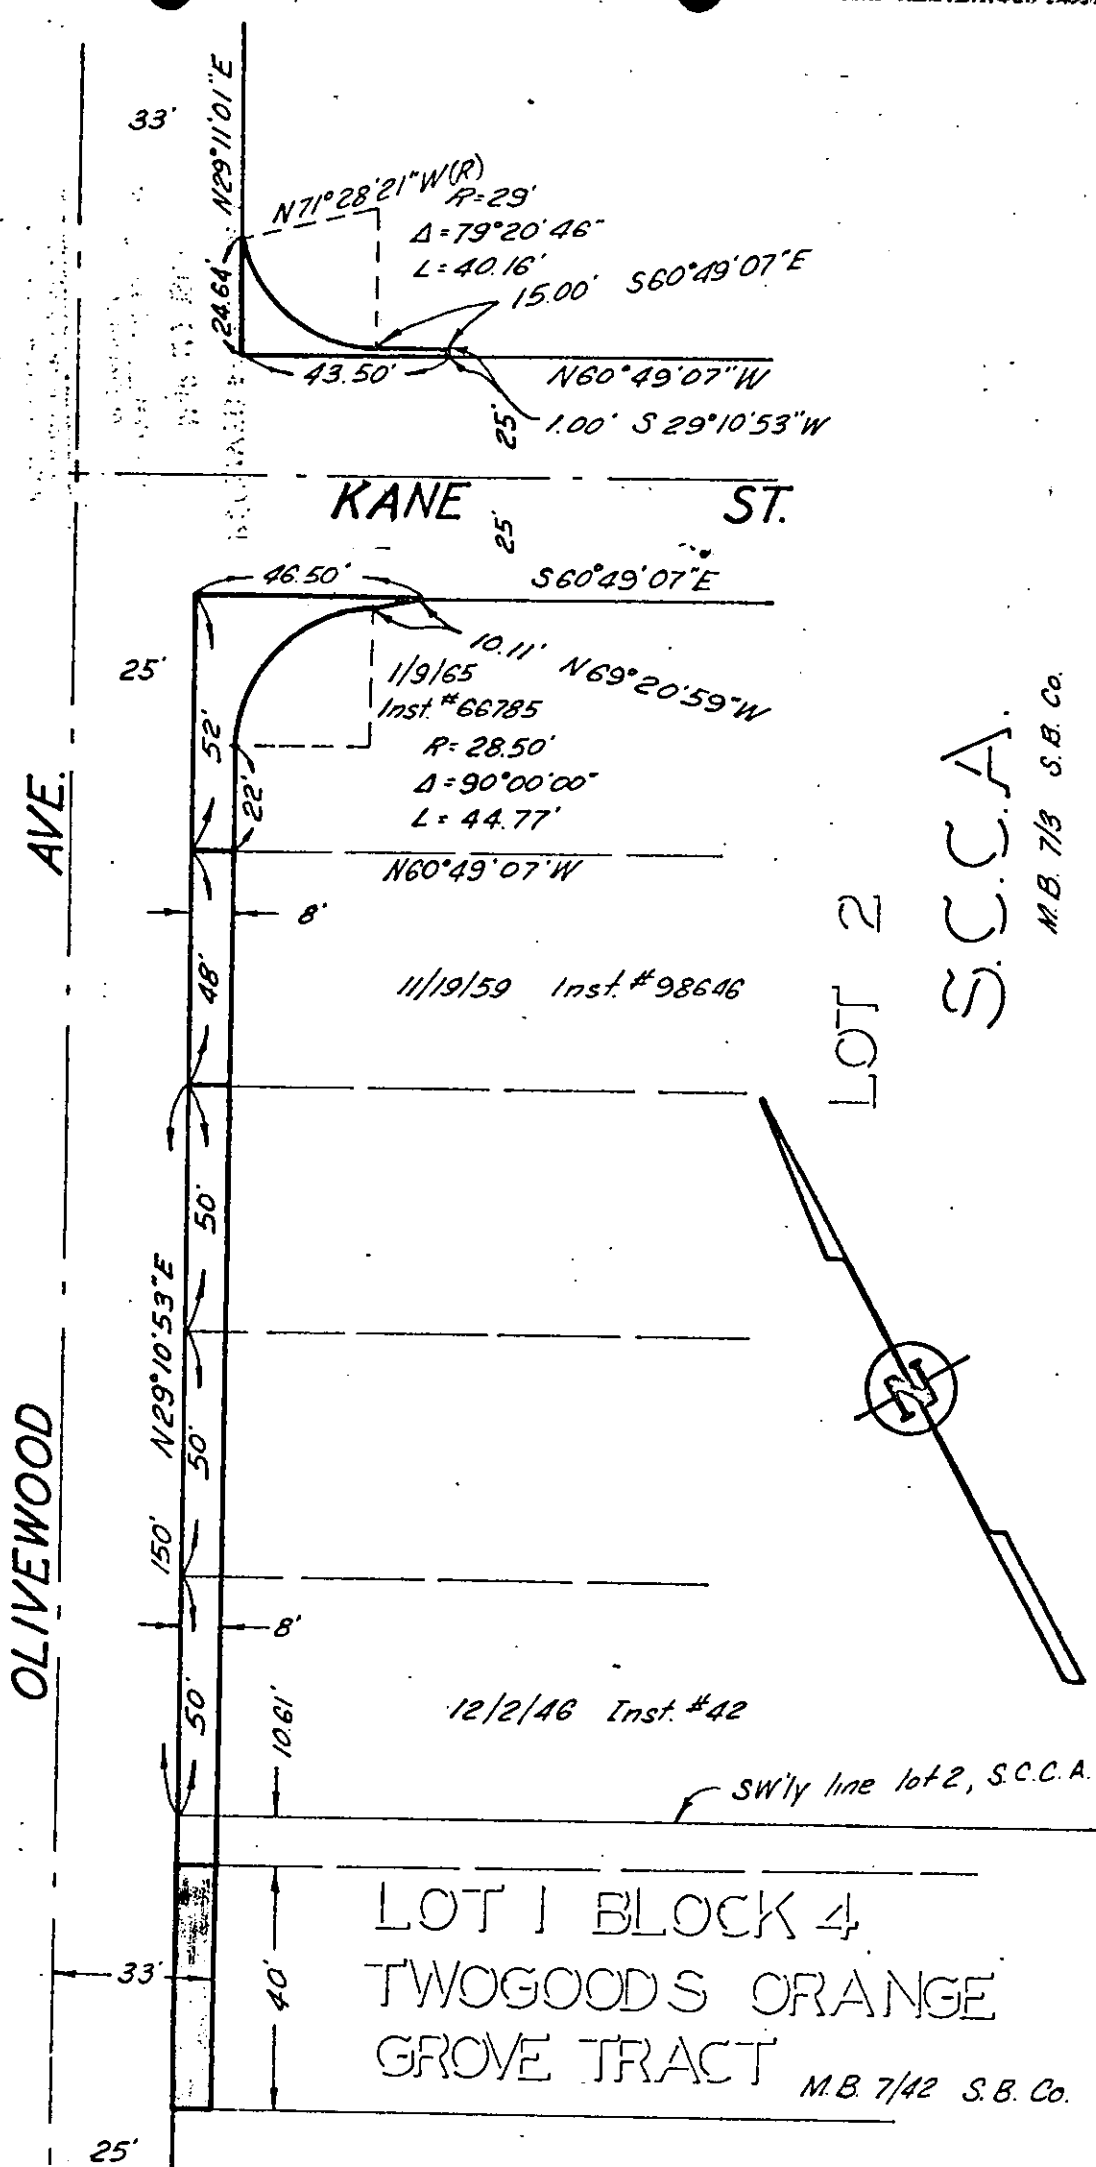 33'
N29°11'01"E
N71°28'21"W(R)
R=29'
Δ=79°20'46"
L=40.16'
15.00' S60°49'07"E
24.64'
43.50'
N60°49'07"W
1.00' S 29°10'53"W
25'
KANE ST.
25'
46.50'
S60°49'07"E
10.11' N69°20'59"W
25'
1/9/65
Inst. #66785
R=28.50'
Δ=90°00'00"
L=44.77'
52'
22'
N60°49'07"W
8'
48'
11/19/59 Inst. #98646
LOT 2
S.C.C.A.
M.B. 7/3 S.B. Co.
OLIVEWOOD AVE.
50'
N29°10'53"E
150'
50'
N
8'
50'
10.61'
12/2/46 Inst. #42
SW'ly line lot 2, S.C.C.A.
33'
40'
LOT 1 BLOCK 4
TWOGOODS ORANGE
GROVE TRACT
M.B. 7/42 S.B. Co.
25'